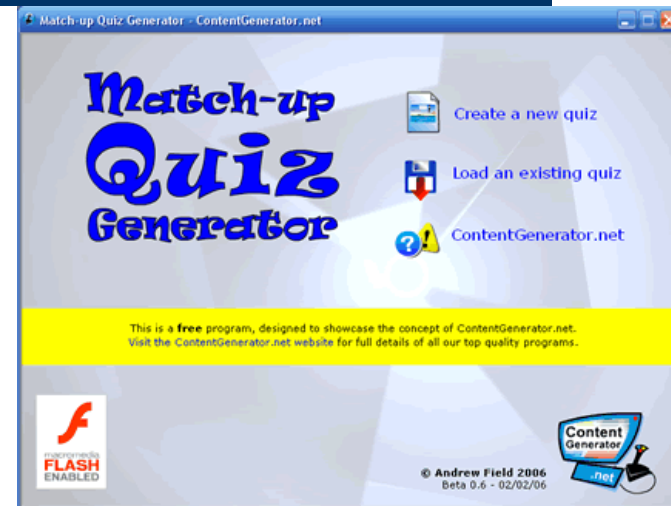 Match-up Quiz Generator - ContentGenerator.net
Match-up
Quiz
Generator
Create a new quiz
Load an existing quiz
ContentGenerator.net
This is a free program, designed to showcase the concept of ContentGenerator.net.
Visit the ContentGenerator.net website for full details of all our top quality programs.
macromedia
FLASH
ENABLED
© Andrew Field 2006
Beta 0.6 - 02/02/06
Content
Generator
.net